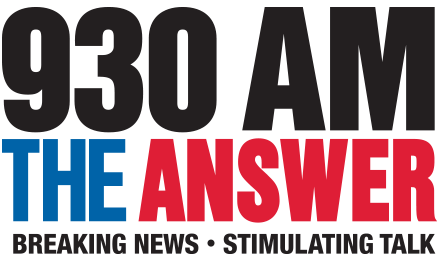 930 AM
THE ANSWER
BREAKING NEWS • STIMULATING TALK